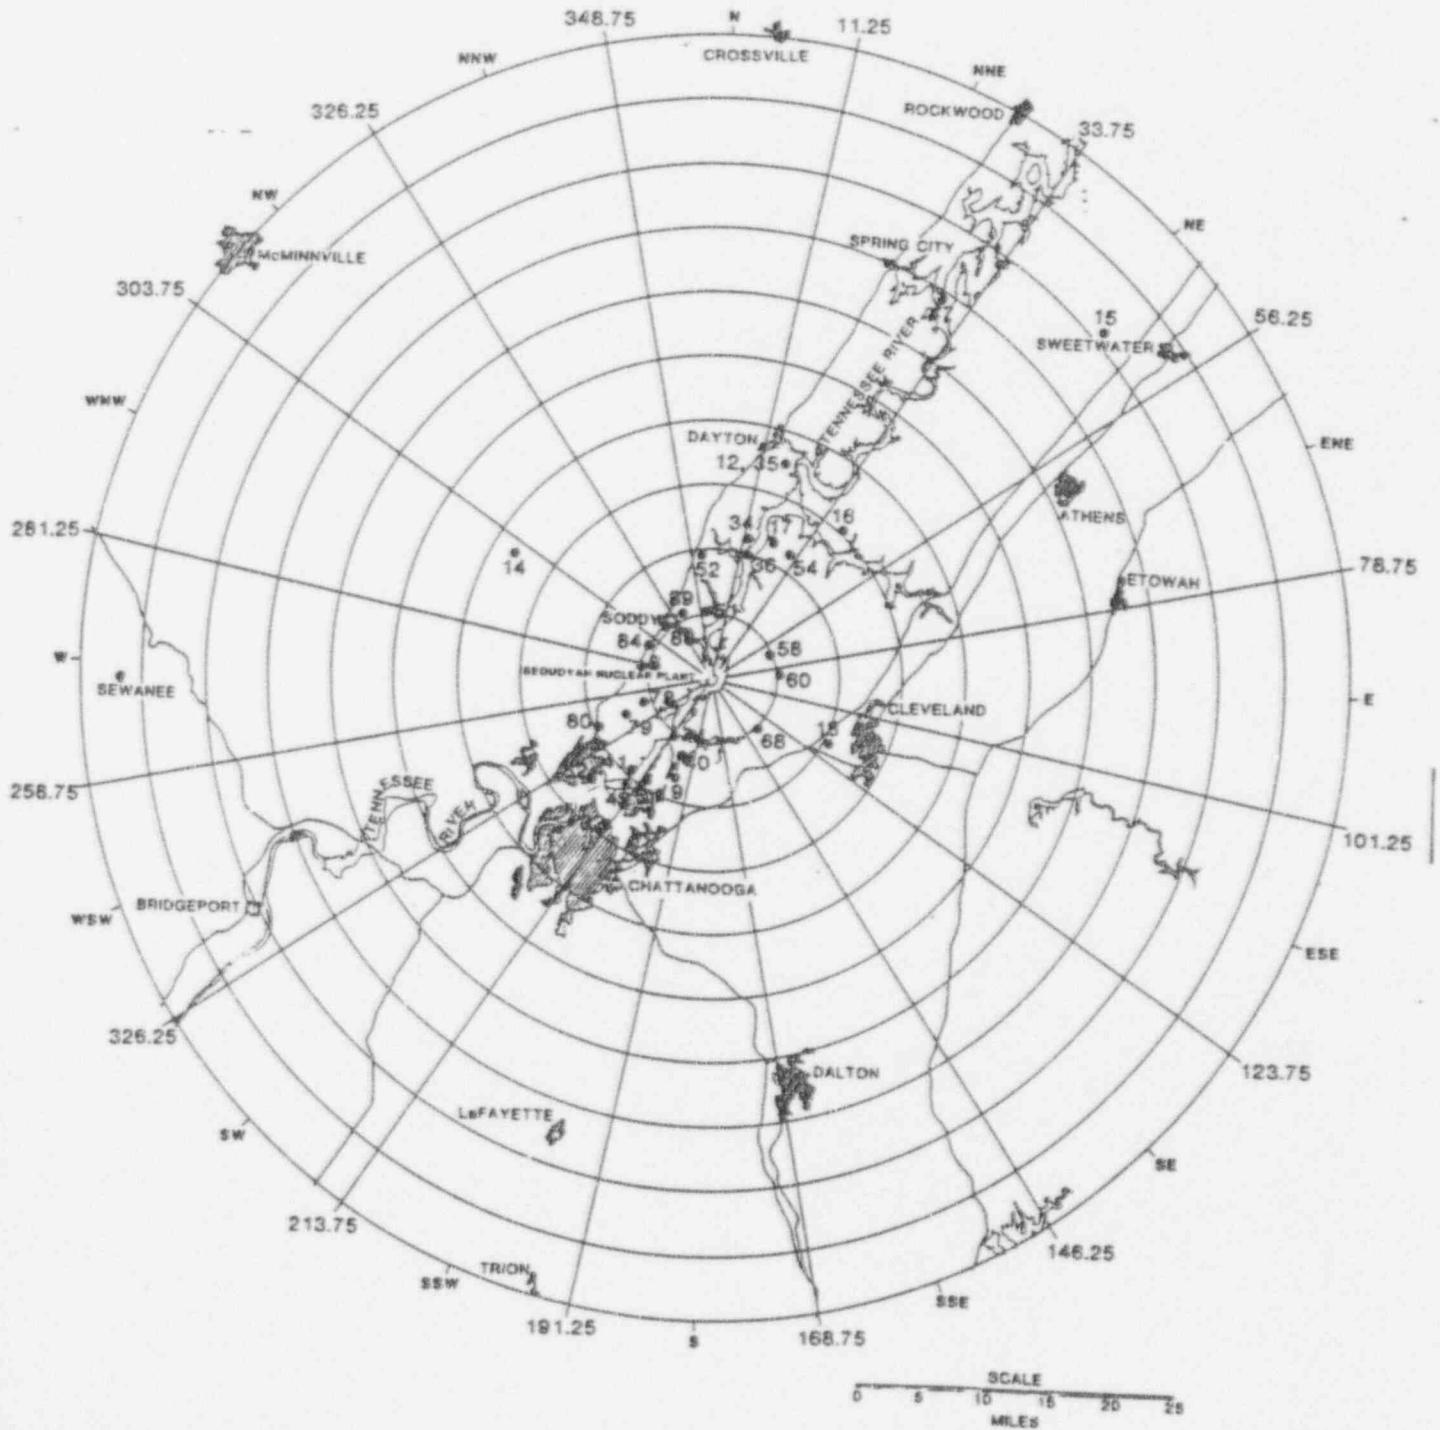 348.75
N
11.25
CROSSVILLE
NNW
NNE
ROCKWOOD
326.25
33.75
NW
NE
SPRING CITY
McMINNVILLE
303.75
15
56.25
SWEETWATER
TENNESSEE RIVER
WNW
DAYTON
ENE
12, 35
ATHENS
281.25
34
17
16
14
52
36
54
78.75
ETOWAH
SODDY
84
58
W
SEQUOYAH NUCLEAR PLANT
60
SEWANEE
E
CLEVELAND
80
79
18
68
258.75
TENNESSEE
RIVER
101.25
CHATTANOOGA
BRIDGEPORT
WSW
ESE
326.25
DALTON
123.75
LaFAYETTE
SW
SE
213.75
146.25
TRION
SSW
SSE
191.25
S
168.75
SCALE
0 5 10 15 20 25
MILES